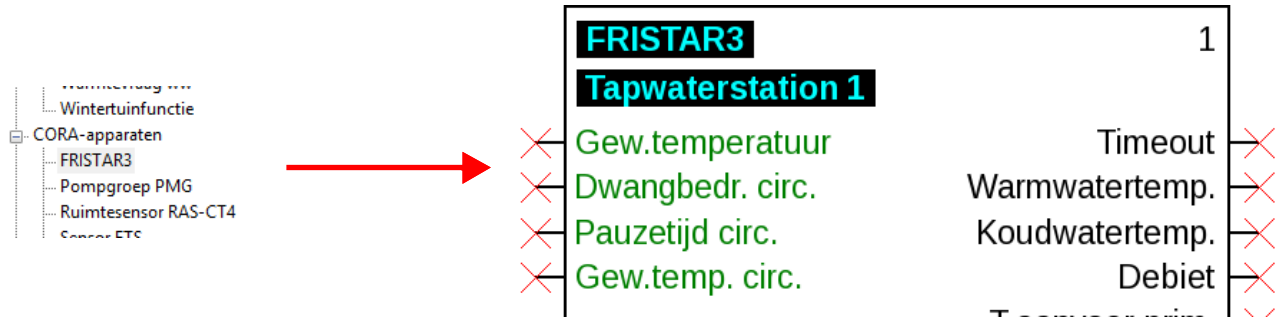 Wintertuinfunctie
CORA-apparaten
FRISTAR3
Pompgroep PMG
Ruimtesensor RAS-CT4
FRISTAR3 1
Tapwaterstation 1
Gew.temperatuur Timeout
Dwangbedr. circ. Warmwatertemp.
Pauzetijd circ. Koudwatertemp.
Gew.temp. circ. Debiet